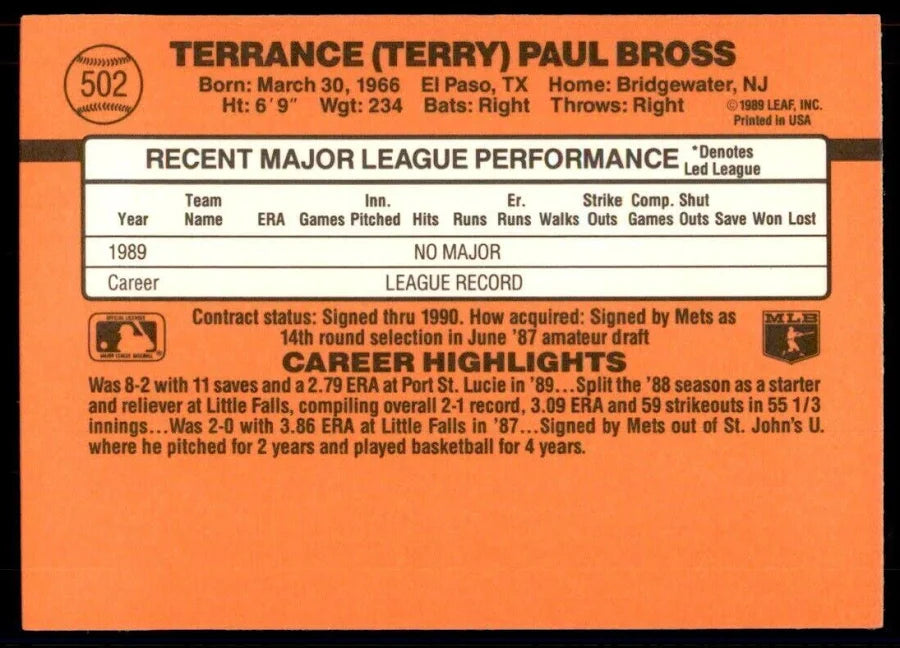 502
TERRANCE (TERRY) PAUL BROSS
Born: March 30, 1966 El Paso, TX Home: Bridgewater, NJ
Ht: 6'9" Wgt: 234 Bats: Right Throws: Right
©1989 LEAF, INC.
Printed in USA
RECENT MAJOR LEAGUE PERFORMANCE
*Denotes
Led League
Team Inn. Er. Strike Comp. Shut
Year Name ERA Games Pitched Hits Runs Runs Walks Outs Games Outs Save Won Lost
1989 NO MAJOR
Career LEAGUE RECORD
OFFICIAL LICENSEE
MAJOR LEAGUE BASEBALL
®
Contract status: Signed thru 1990. How acquired: Signed by Mets as
14th round selection in June '87 amateur draft
MLB
CAREER HIGHLIGHTS
Was 8-2 with 11 saves and a 2.79 ERA at Port St. Lucie in '89...Split the '88 season as a starter
and reliever at Little Falls, compiling overall 2-1 record, 3.09 ERA and 59 strikeouts in 55 1/3
innings...Was 2-0 with 3.86 ERA at Little Falls in '87...Signed by Mets out of St. John's U.
where he pitched for 2 years and played basketball for 4 years.